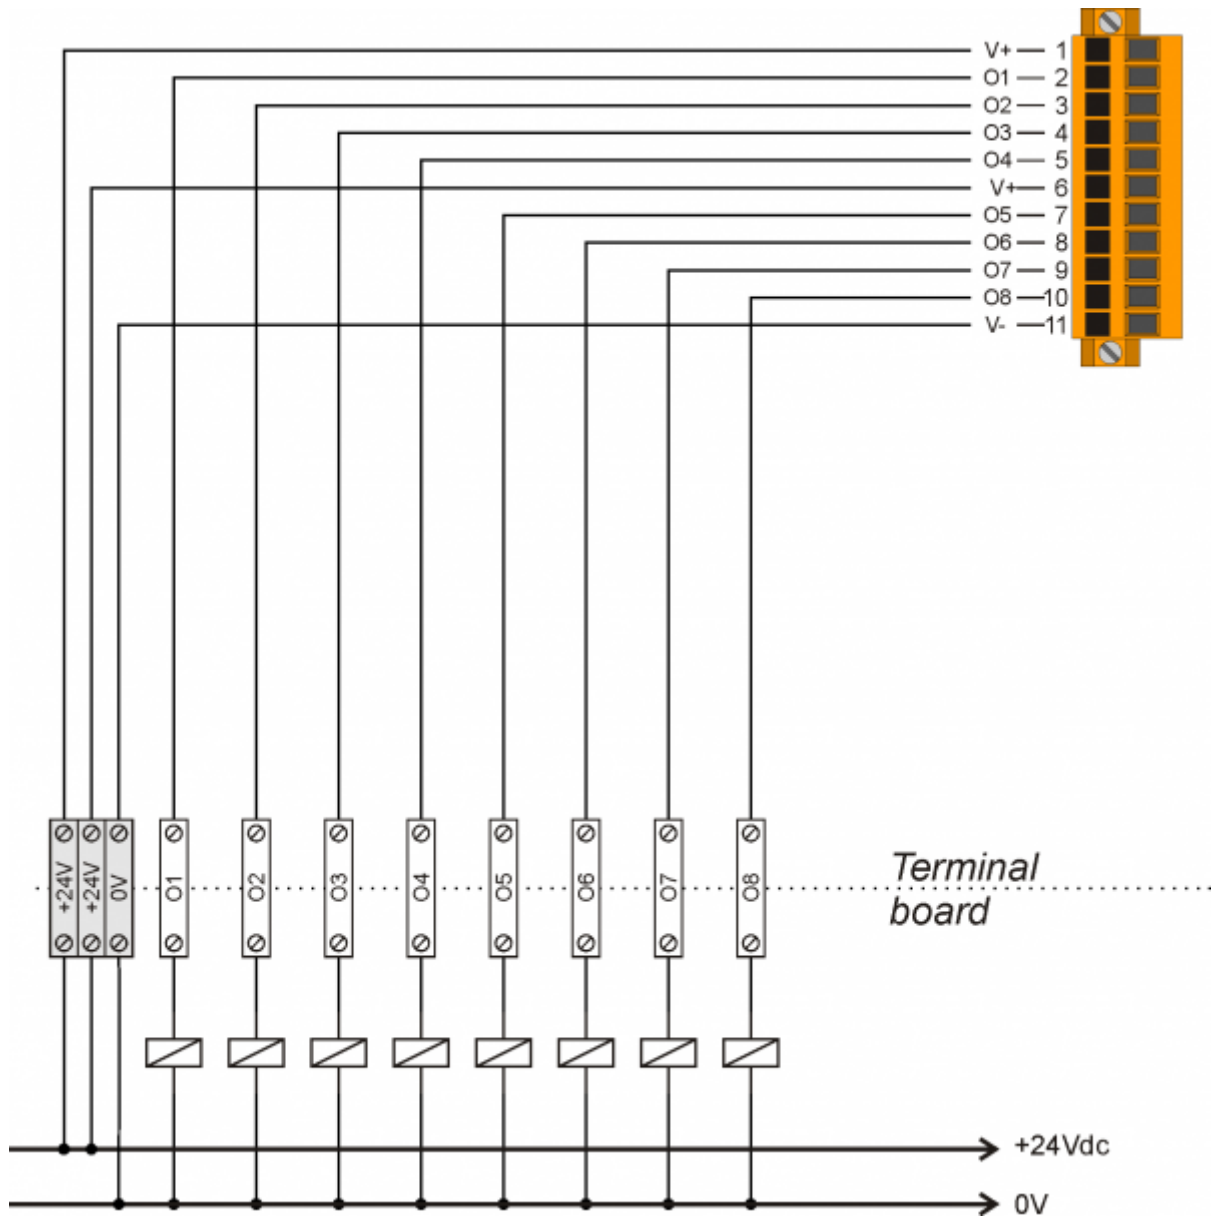 V+ 1
O1 2
O2 3
O3 4
O4 5
V+ 6
O5 7
O6 8
O7 9
O8 10
V- 11
+24V +24V 0V O1 O2 O3 O4 O5 O6 O7 O8
Terminal
board
+24Vdc
0V